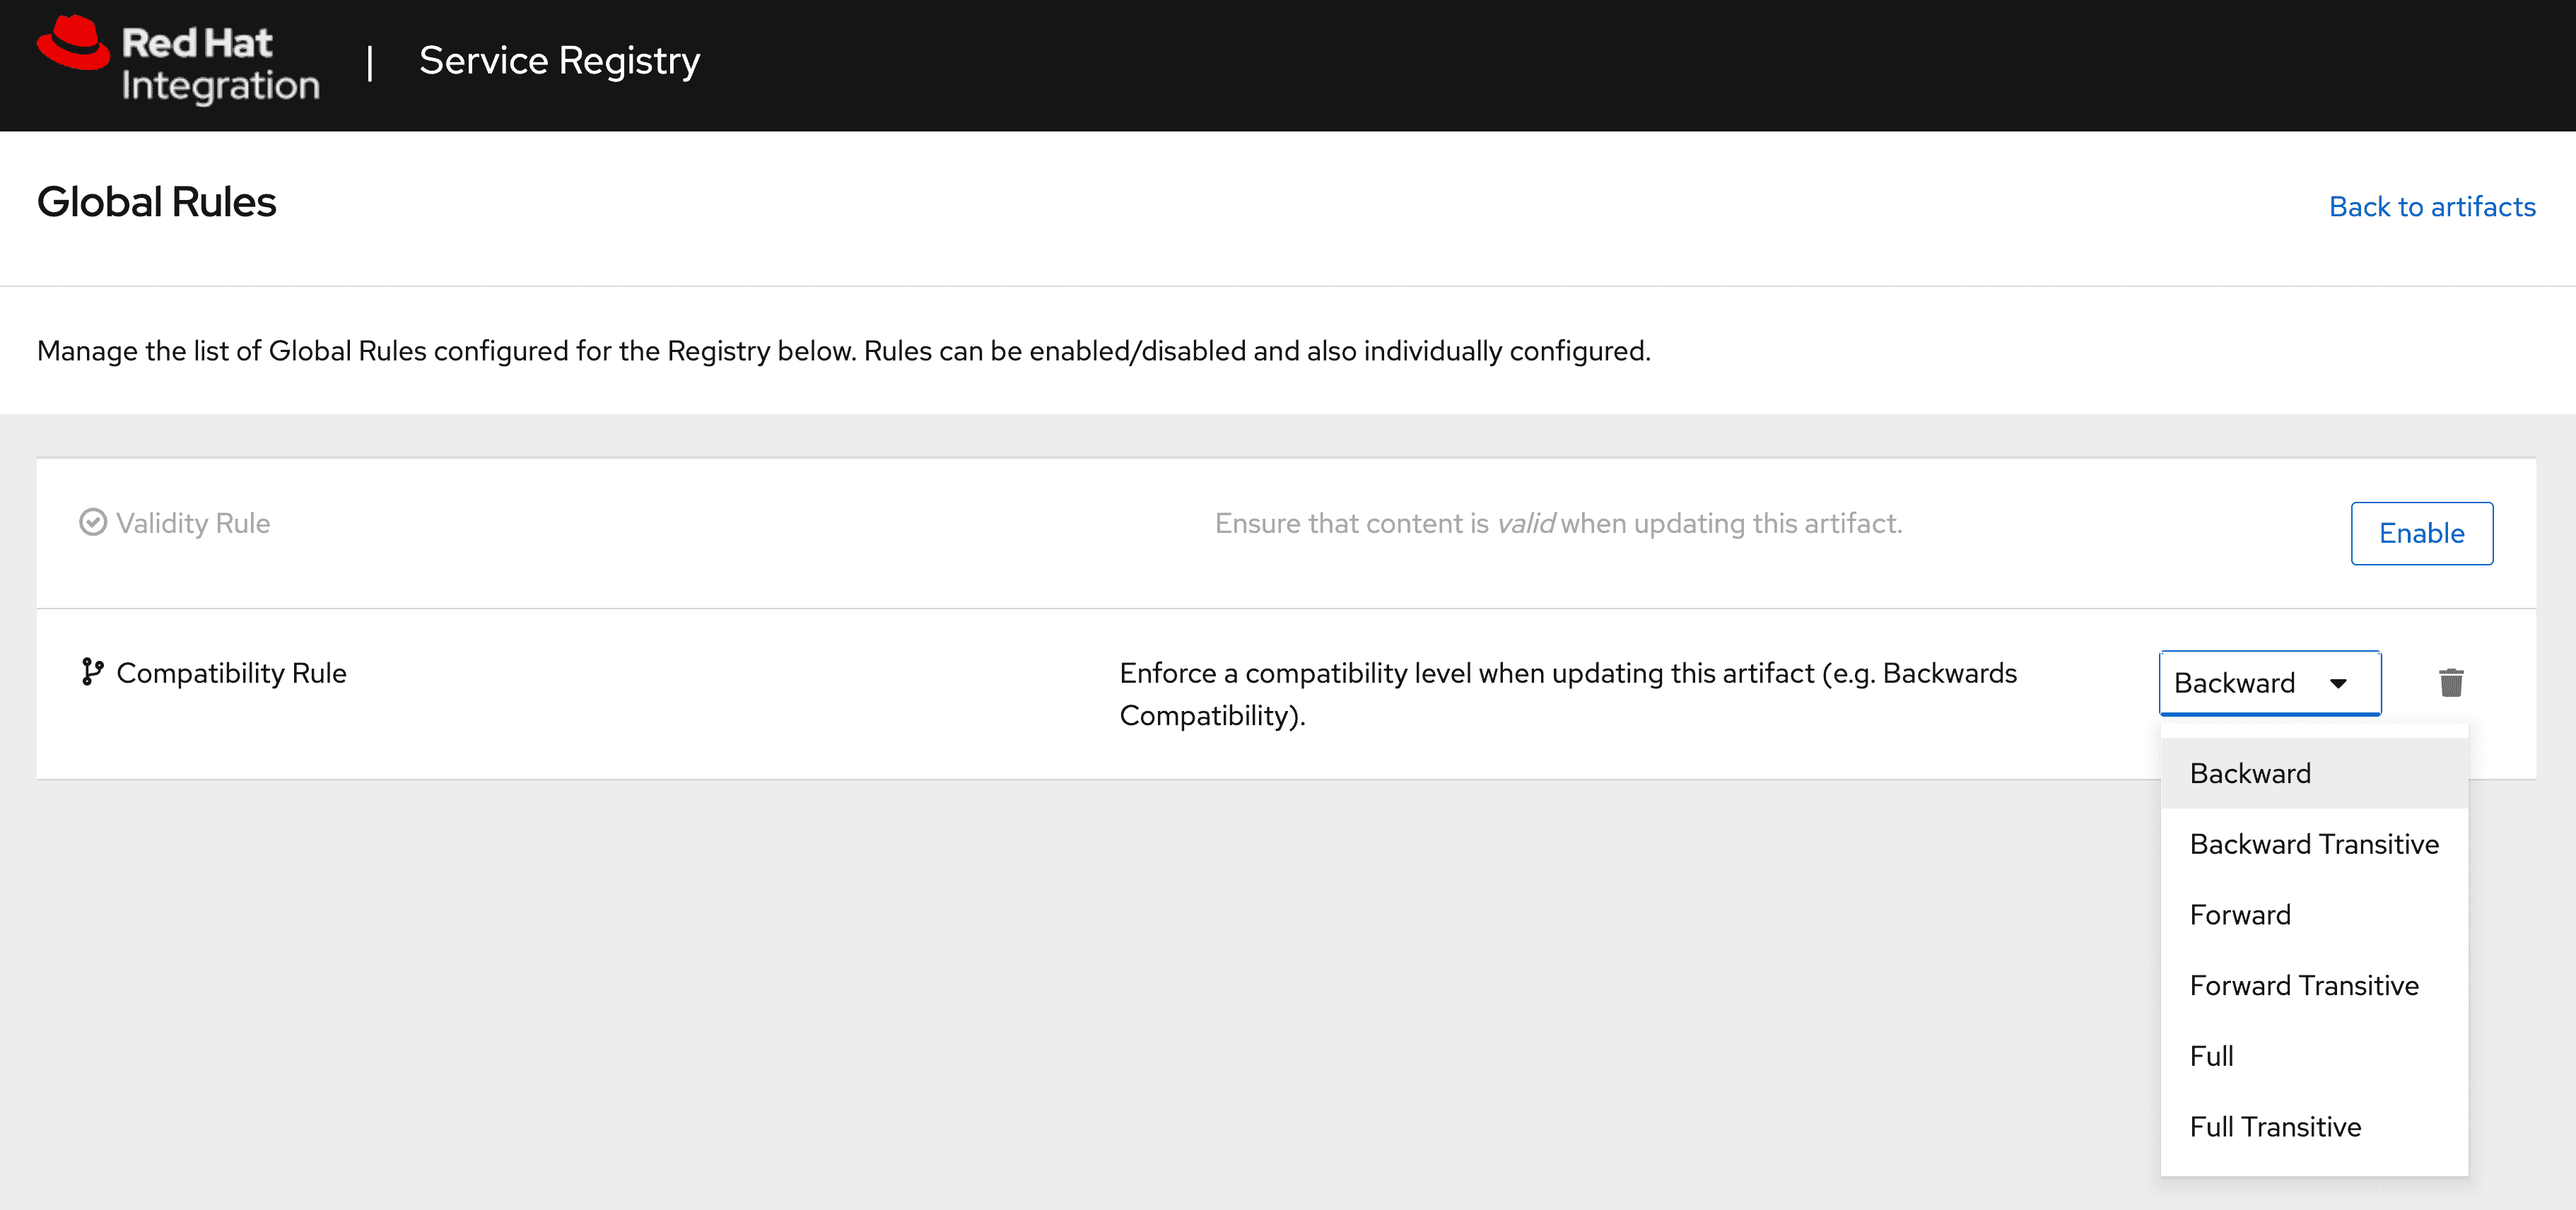 Red Hat
Integration
| Service Registry
Global Rules
Back to artifacts
Manage the list of Global Rules configured for the Registry below. Rules can be enabled/disabled and also individually configured.
Validity Rule
Ensure that content is valid when updating this artifact.
Enable
Compatibility Rule
Enforce a compatibility level when updating this artifact (e.g. Backwards
Compatibility).
Backward
Backward
Backward Transitive
Forward
Forward Transitive
Full
Full Transitive